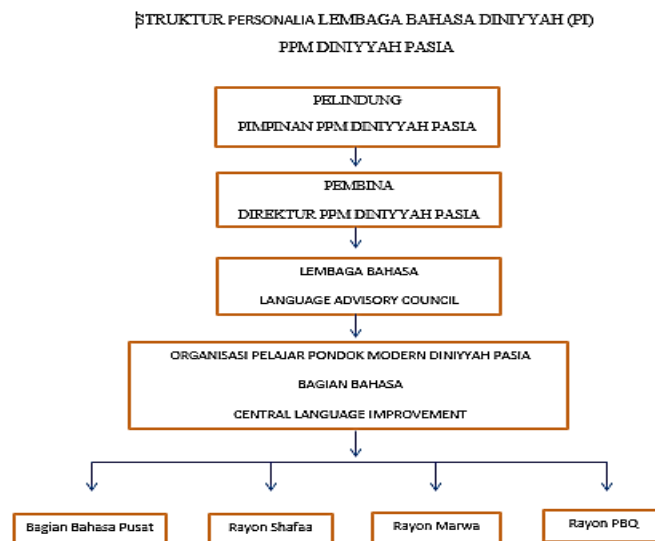 STRUKTUR PERSONALIA LEMBAGA BAHASA DINIYYAH (PI)
PPM DINIYYAH PASIA
PELINDUNG
PIMPINAN PPM DINIYYAH PASIA
PEMBINA
DIREKTUR PPM DINIYYAH PASIA
LEMBAGA BAHASA
LANGUAGE ADVISORY COUNCIL
ORGANISASI PELAJAR PONDOK MODERN DINIYYAH PASIA
BAGIAN BAHASA
CENTRAL LANGUAGE IMPROVEMENT
Bagian Bahasa Pusat
Rayon Shafaa
Rayon Marwa
Rayon PBQ